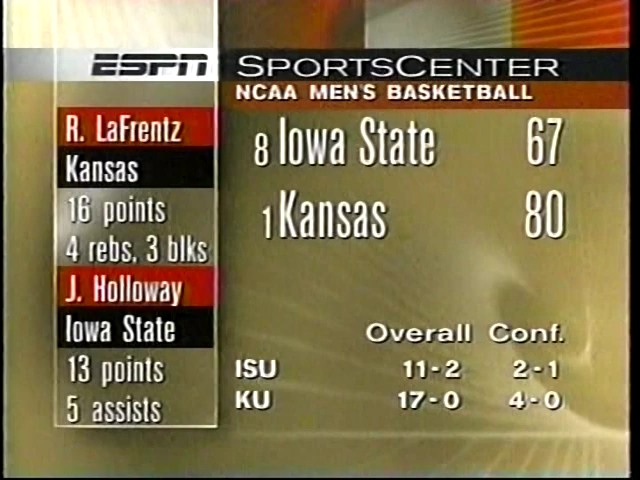 ESPN SPORTSCENTER
NCAA MEN'S BASKETBALL
R. LaFrentz
Kansas
16 points
4 rebs, 3 blks
J. Holloway
Iowa State
13 points
5 assists
8 Iowa State 67
1 Kansas 80
Overall Conf.
ISU 11-2 2-1
KU 17-0 4-0